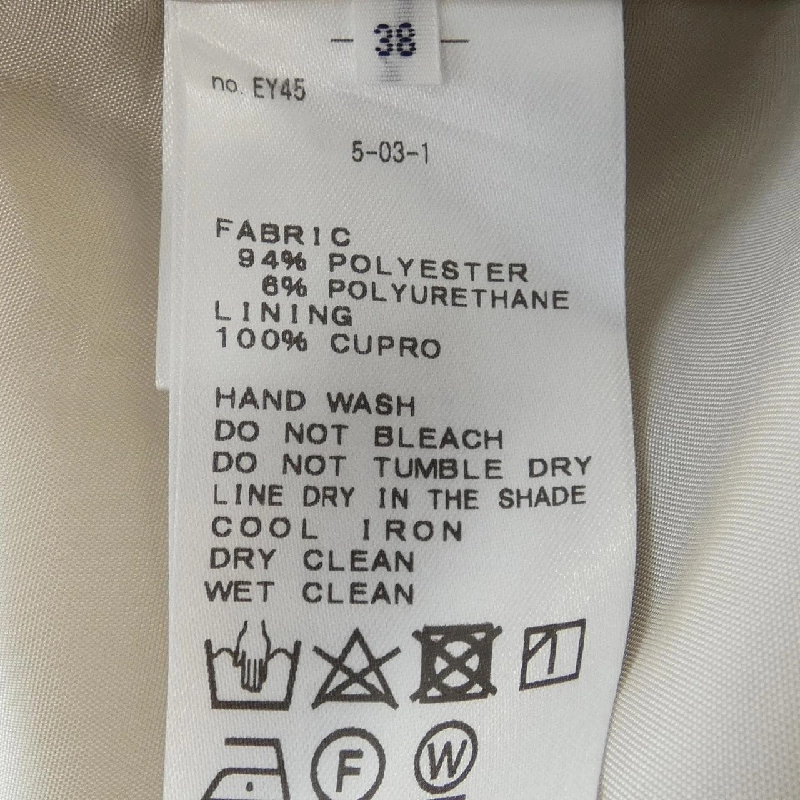 38
no. EY45
5-03-1
FABRIC
94% POLYESTER
6% POLYURETHANE
LINING
100% CUPRO
HAND WASH
DO NOT BLEACH
DO NOT TUMBLE DRY
LINE DRY IN THE SHADE
COOL IRON
DRY CLEAN
WET CLEAN
F W